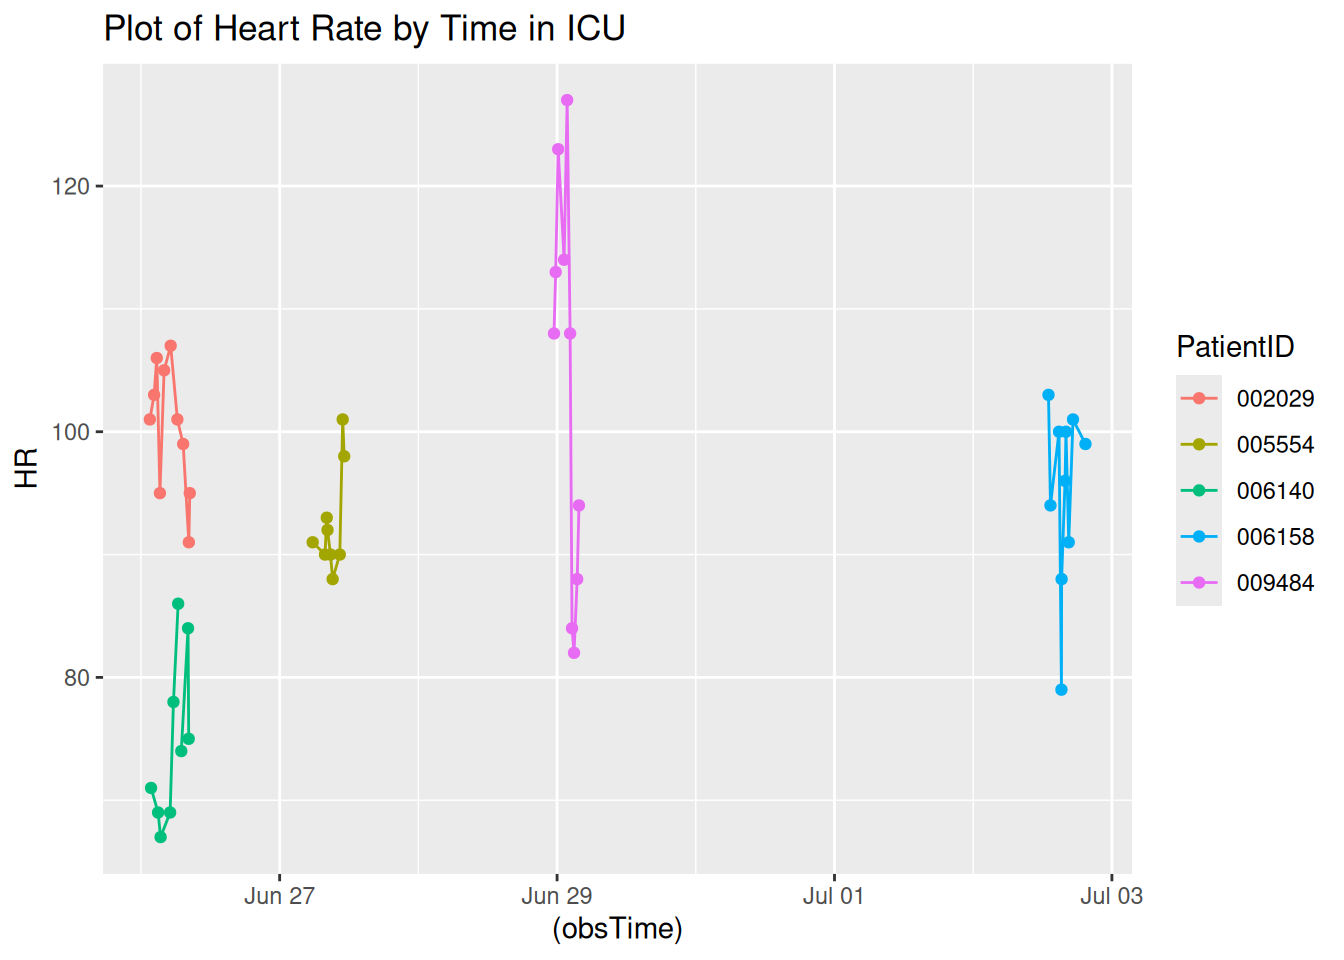 Plot of Heart Rate by Time in ICU
120
100
80
HR
Jun 27
Jun 29
Jul 01
Jul 03
(obsTime)
PatientID
002029
005554
006140
006158
009484